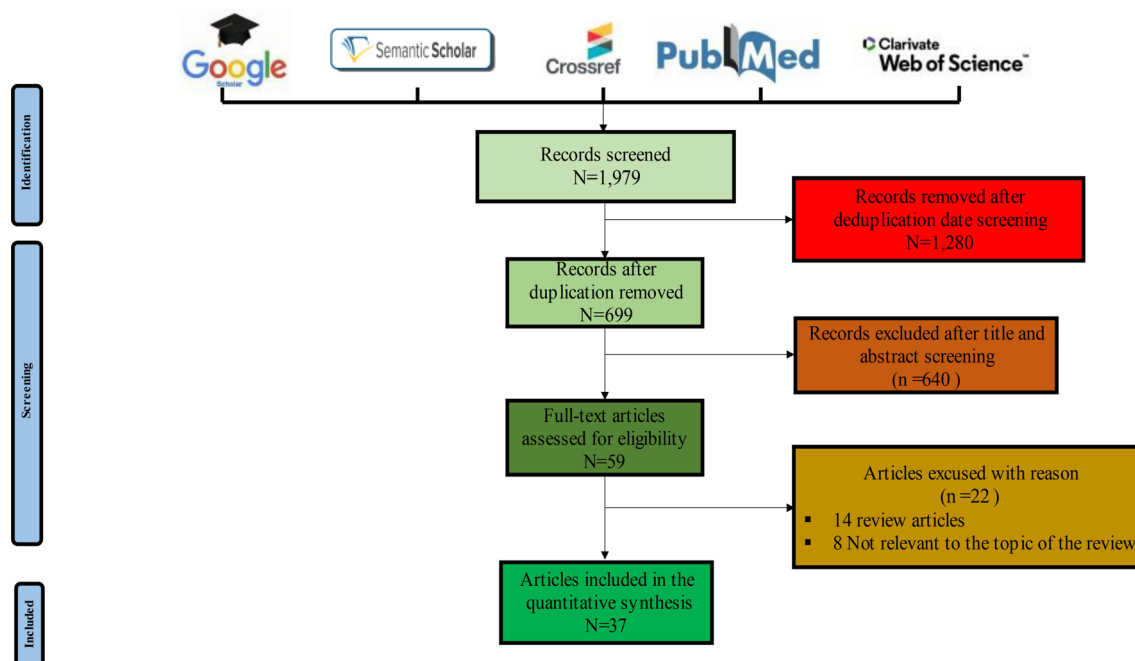 Google
Scholar
Semantic Scholar
Crossref
PubMed
Clarivate
Web of Science™
Identification
Records screened
N=1,979
Records removed after
deduplication date screening
N=1,280
Screening
Records after
duplication removed
N=699
Records excluded after title and
abstract screening
(n =640 )
Full-text articles
assessed for eligibility
N=59
Articles excused with reason
(n =22 )
▪ 14 review articles
▪ 8 Not relevant to the topic of the review
Included
Articles included in the
quantitative synthesis
N=37